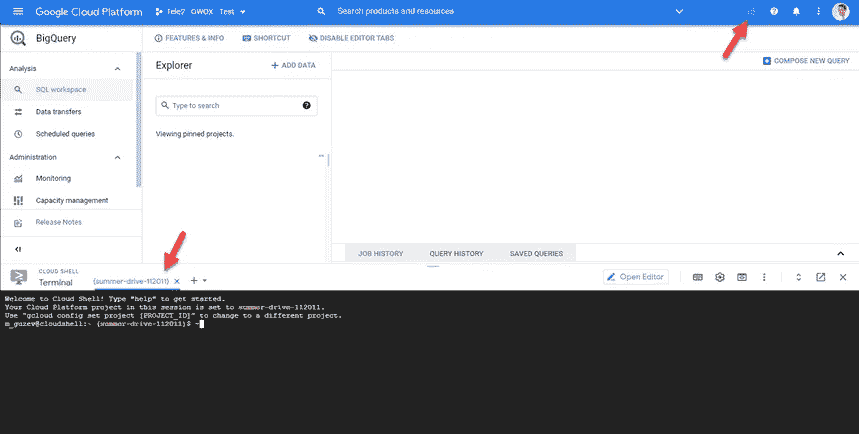 Google Cloud Platform
Tele2 GWOX Test
Search products and resources
BigQuery
FEATURES & INFO
SHORTCUT
DISABLE EDITOR TABS
Analysis
SQL workspace
Data transfers
Scheduled queries
Administration
Monitoring
Capacity management
Release Notes
Explorer
+ ADD DATA
Type to search
Viewing pinned projects.
COMPOSE NEW QUERY
JOB HISTORY
QUERY HISTORY
SAVED QUERIES
CLOUD SHELL
Terminal
(summer-drive-112011)
Open Editor
Welcome to Cloud Shell! Type "help" to get started.
Your Cloud Platform project in this session is set to summer-drive-112011.
Use "gcloud config set project [PROJECT_ID]" to change to a different project.
m_guzev@cloudshell:~ (summer-drive-112011)$ ~